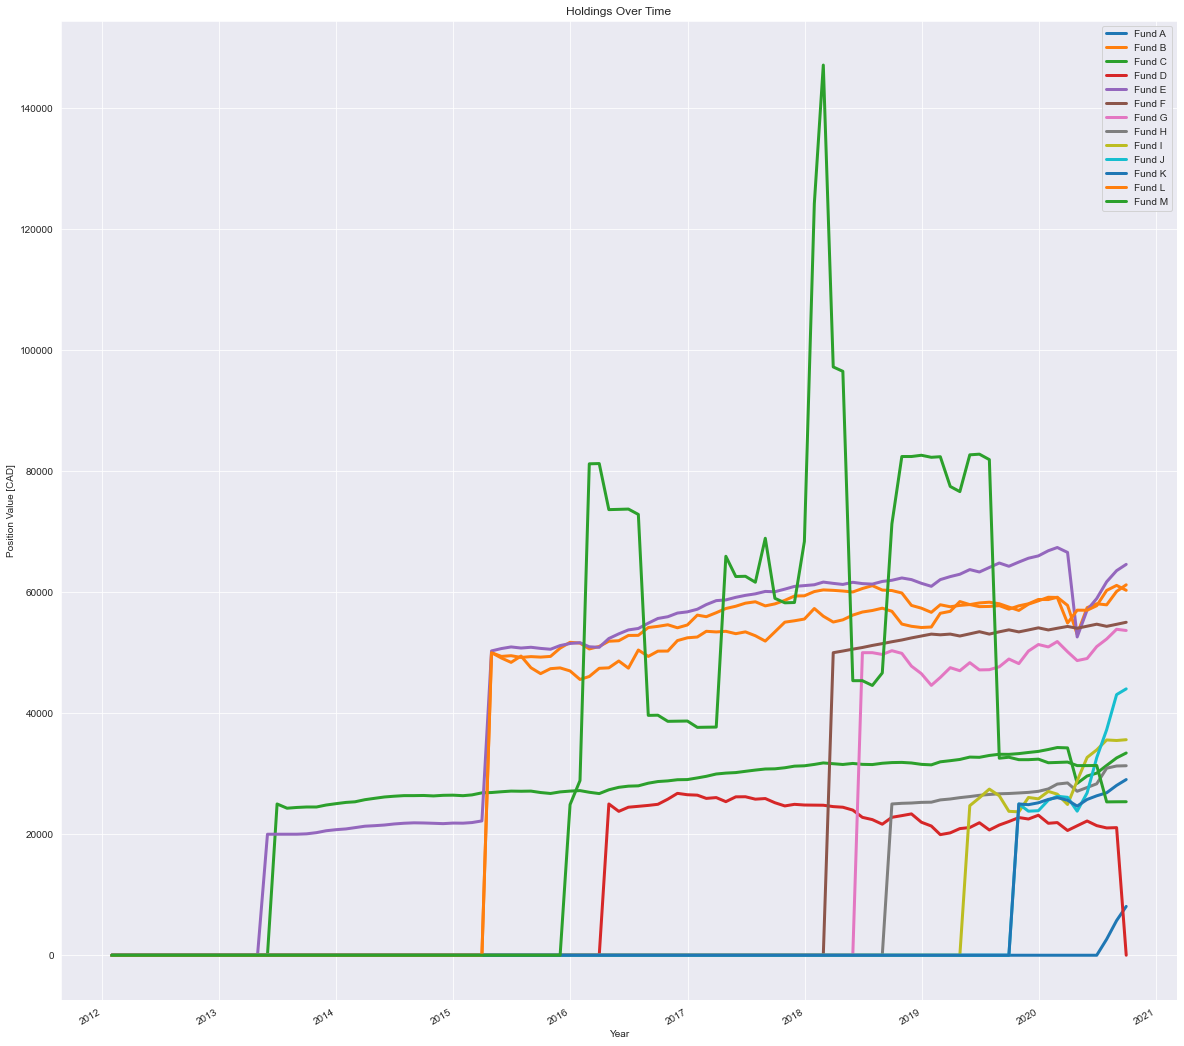 Holdings Over Time
Fund A
Fund B
Fund C
Fund D
Fund E
Fund F
Fund G
Fund H
Fund I
Fund J
Fund K
Fund L
Fund M
140000
120000
100000
80000
60000
40000
20000
0
Position Value [CAD]
2012
2013
2014
2015
2016
2017
2018
2019
2020
2021
Year